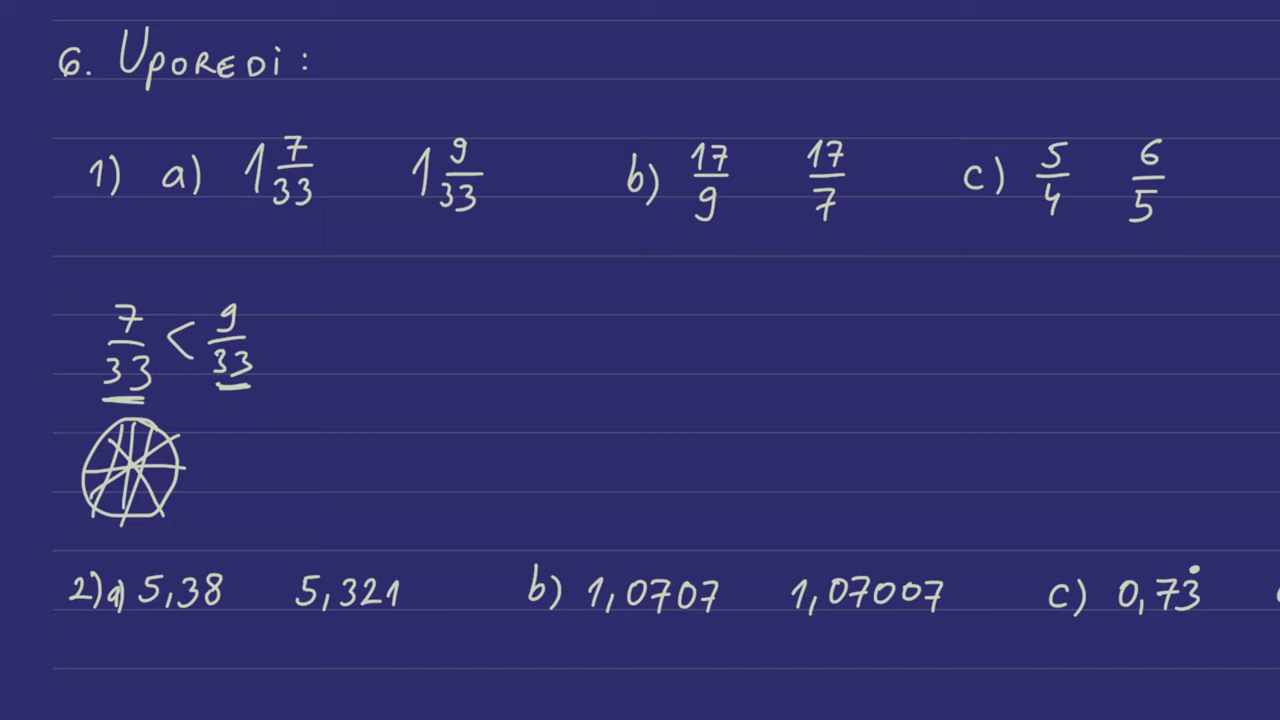 6. Uporedi:
1) a) 1 7/33 1 9/33 b) 17/9 17/7 c) 5/4 6/5
7/33 < 9/33
2) a) 5,38 5,321 b) 1,0707 1,07007 c) 0,73̇